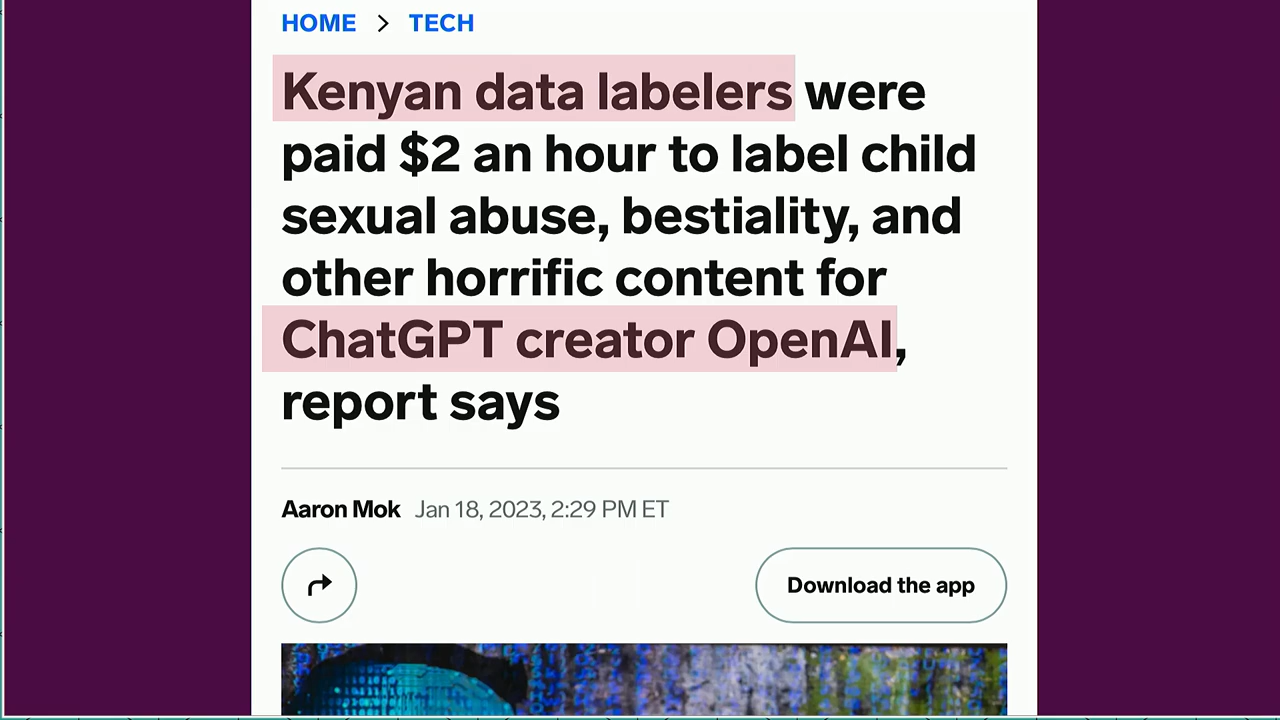 HOME > TECH
Kenyan data labelers were
paid $2 an hour to label child
sexual abuse, bestiality, and
other horrific content for
ChatGPT creator OpenAI,
report says
Aaron Mok Jan 18, 2023, 2:29 PM ET
Download the app